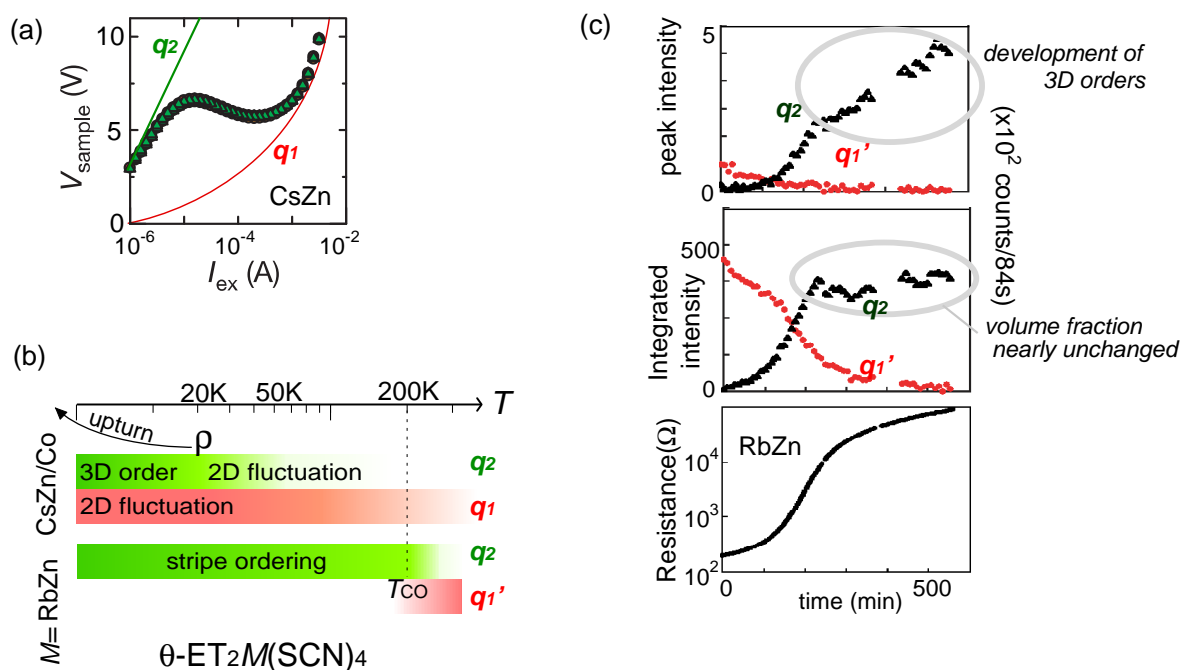 (a)
10
5
0
V_sample (V)
q2
q1
CsZn
10^-6
10^-4
10^-2
I_ex (A)
(b)
20K
50K
200K
T
upturn
ρ
CsZn/Co
3D order
2D fluctuation
q2
2D fluctuation
q1
M= RbZn
stripe ordering
q2
T_CO
q1’
θ-ET2M(SCN)4
(c)
5
0
peak intensity
q2
q1’
development of
3D orders
(x10^2 counts/84s)
500
0
Integrated
intensity
q2
q1’
volume fraction
nearly unchanged
RbZn
10^4
10^3
10^2
Resistance(Ω)
0
500
time (min)